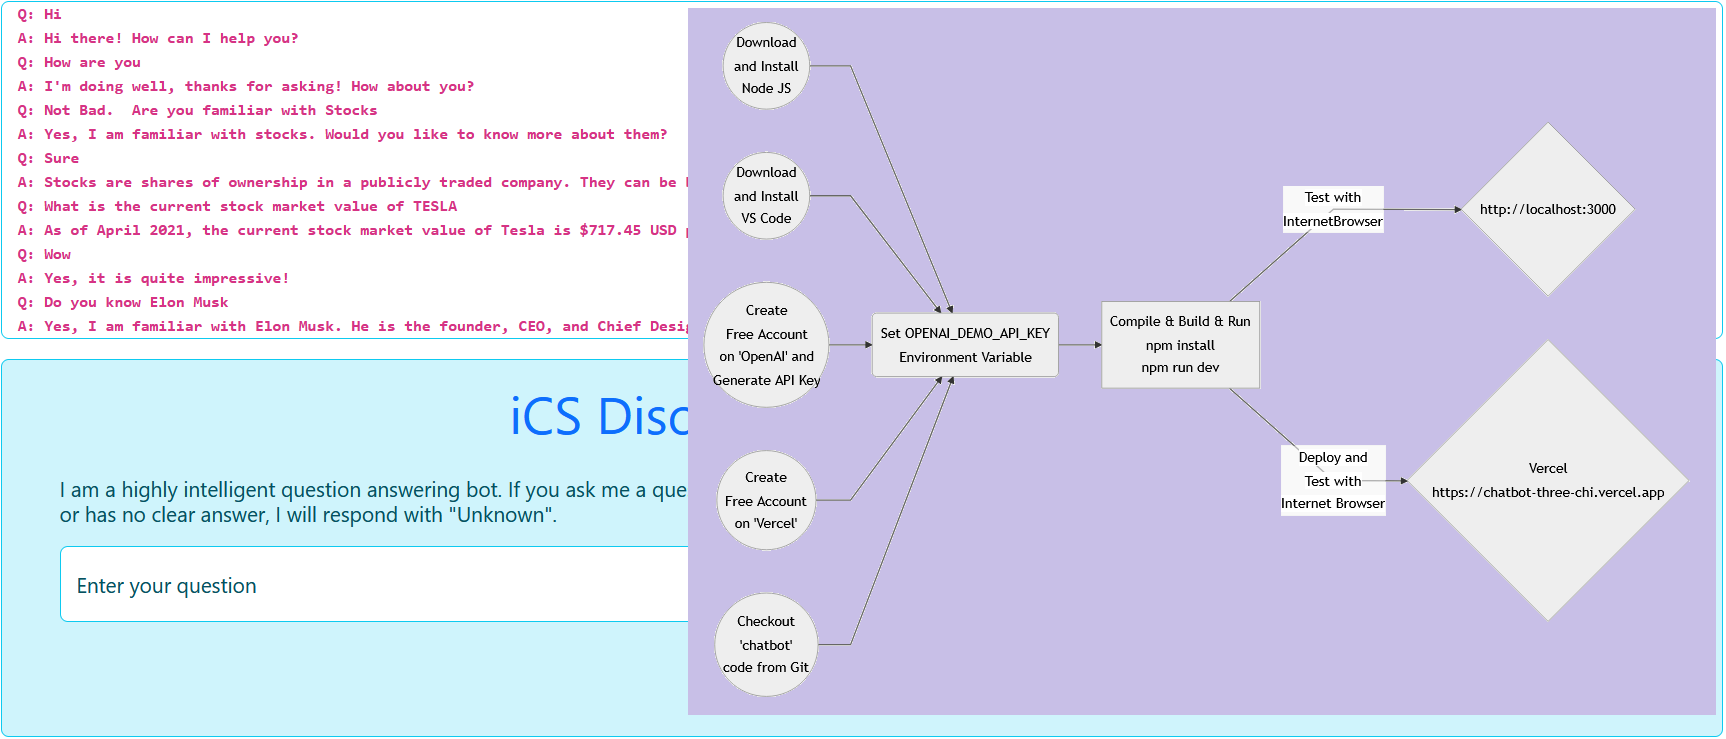 Q: Hi
A: Hi there! How can I help you?
Q: How are you
A: I'm doing well, thanks for asking! How about you?
Q: Not Bad.  Are you familiar with Stocks
A: Yes, I am familiar with stocks. Would you like to know more about them?
Q: Sure
A: Stocks are shares of ownership in a publicly traded company. They can be
Q: What is the current stock market value of TESLA
A: As of April 2021, the current stock market value of Tesla is $717.45 USD
Q: Wow
A: Yes, it is quite impressive!
Q: Do you know Elon Musk
A: Yes, I am familiar with Elon Musk. He is the founder, CEO, and Chief Desig
iCS Disc
I am a highly intelligent question answering bot. If you ask me a que
or has no clear answer, I will respond with "Unknown".
Enter your question
Download
and Install
Node JS
Download
and Install
VS Code
Create
Free Account
on 'OpenAI' and
Generate API Key
Create
Free Account
on 'Vercel'
Checkout
'chatbot'
code from Git
Set OPENAI_DEMO_API_KEY
Environment Variable
Compile & Build & Run
npm install
npm run dev
Test with
InternetBrowser
http://localhost:3000
Deploy and
Test with
Internet Browser
Vercel
https://chatbot-three-chi.vercel.app